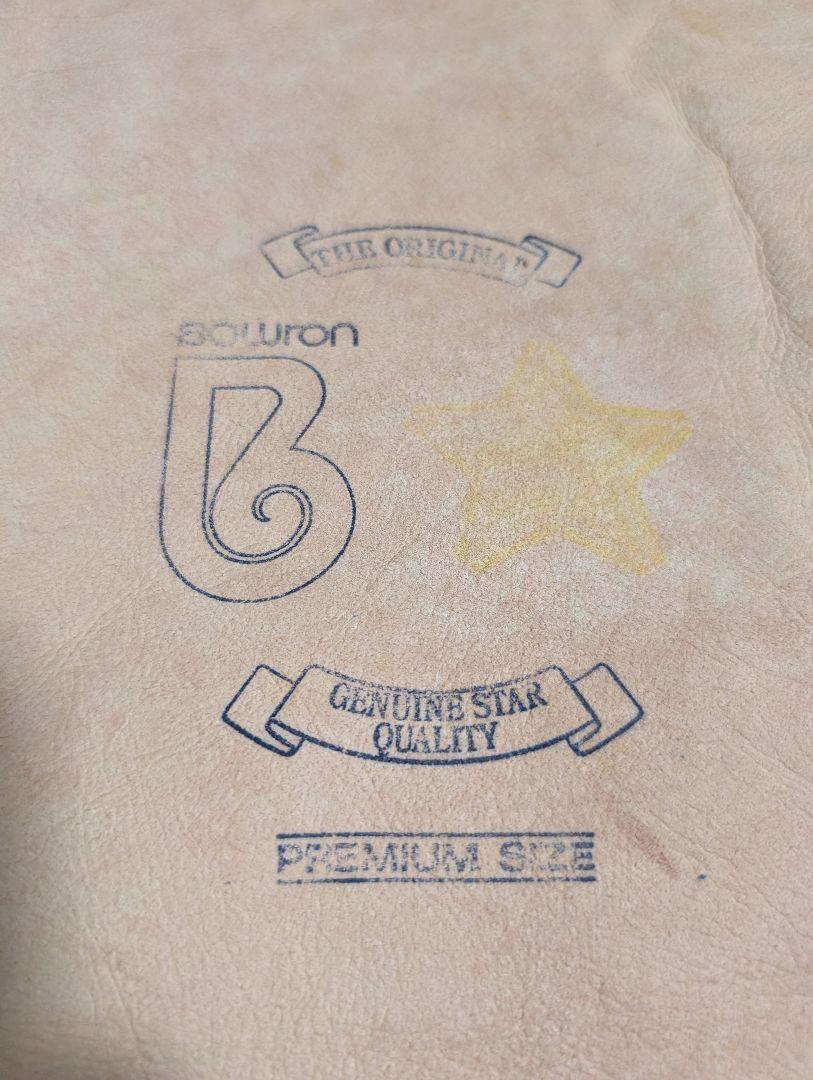 THE ORIGINAL
Bowron
B
GENUINE STAR
QUALITY
PREMIUM SIZE